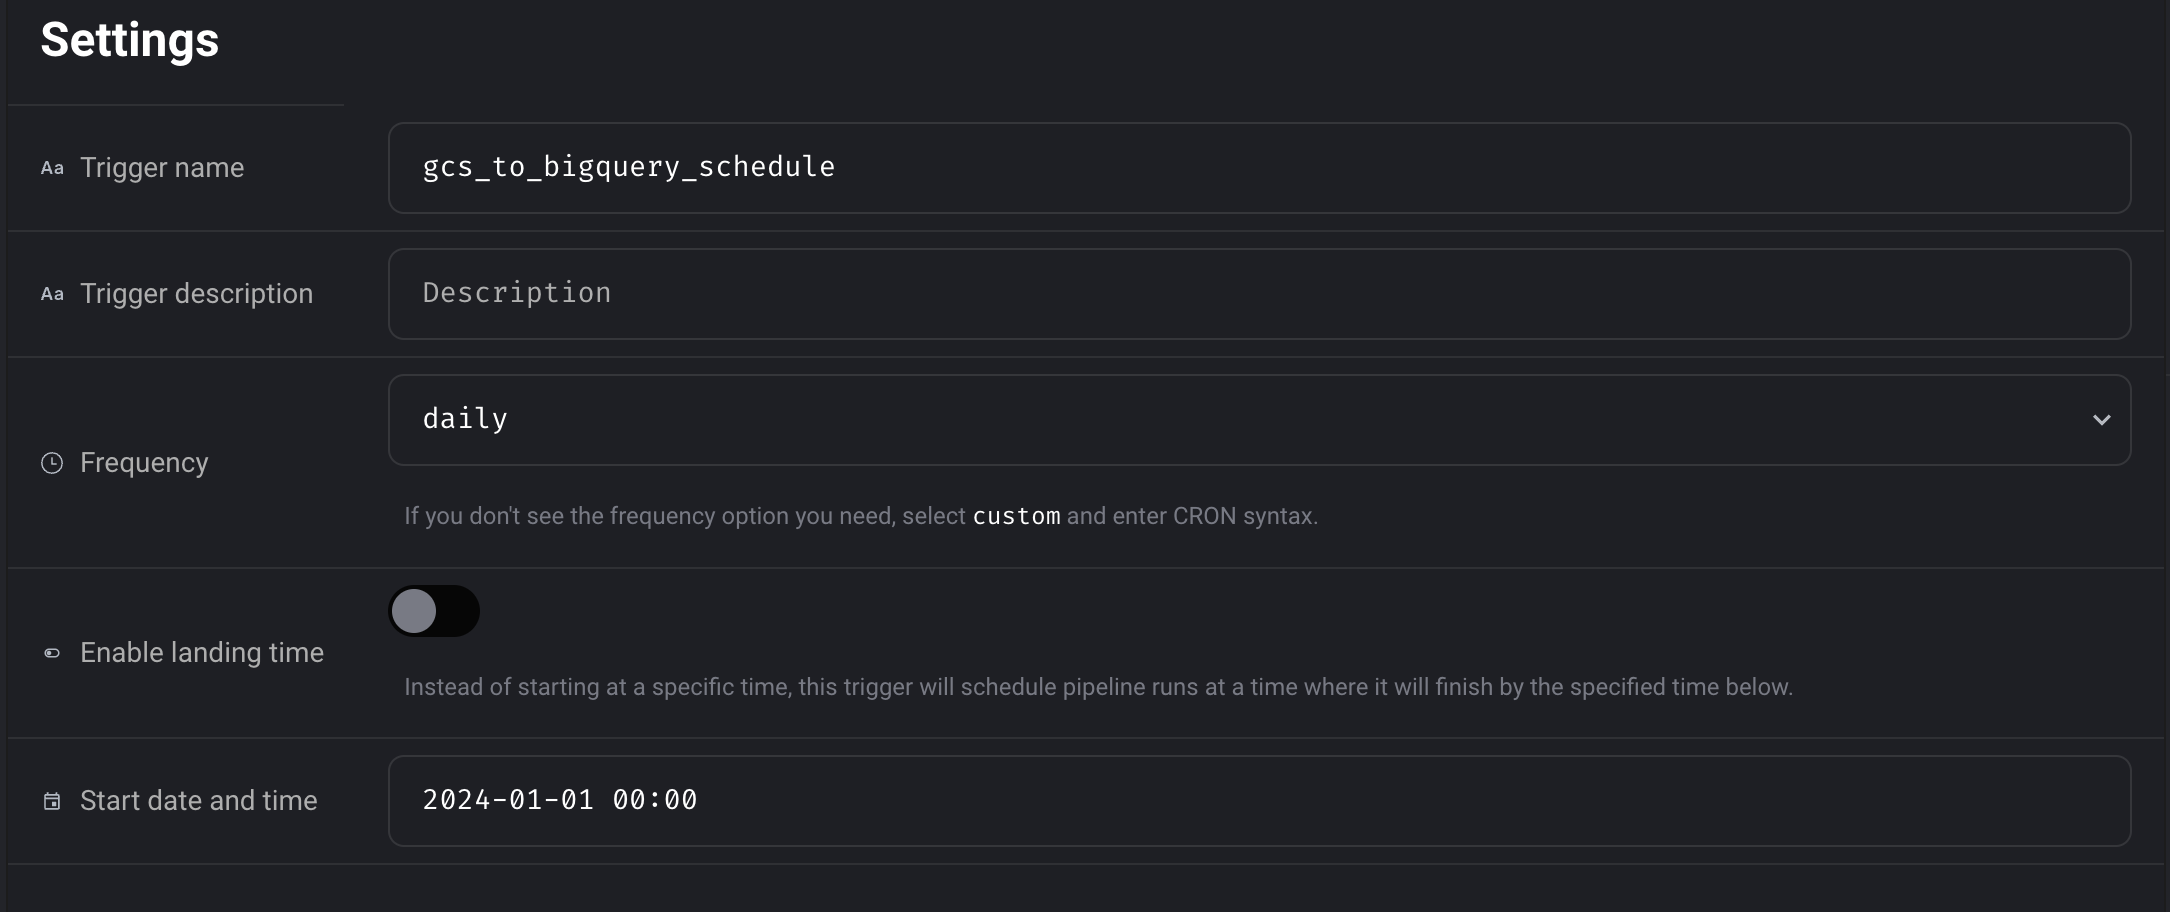 Settings
Aa Trigger name
gcs_to_bigquery_schedule
Aa Trigger description
Description
Frequency
daily
If you don't see the frequency option you need, select custom and enter CRON syntax.
Enable landing time
Instead of starting at a specific time, this trigger will schedule pipeline runs at a time where it will finish by the specified time below.
Start date and time
2024-01-01 00:00